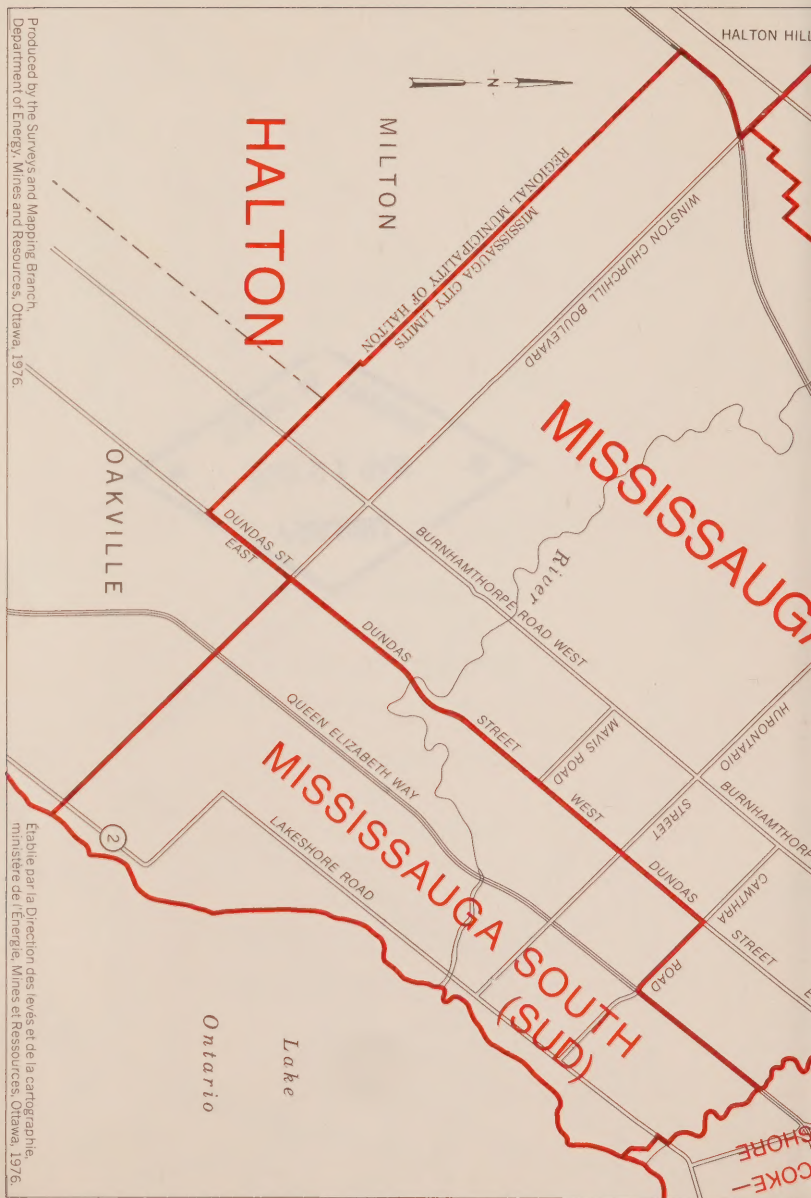 HALTON HILL
MILTON
HALTON
REGIONAL MUNICIPALITY OF HALTON
MISSISSAUGA CITY LIMITS
WINSTON CHURCHILL BOULEVARD
MISSISSAUGA
River
BURNHAMTHORPE ROAD WEST
OAKVILLE
DUNDAS ST
EAST
DUNDAS
STREET
WEST
DUNDAS
STREET
MAVIS ROAD
HURONTARIO
STREET
BURNHAMTHORPE
CAWTHRA
ROAD
E
QUEEN ELIZABETH WAY
MISSISSAUGA SOUTH
(SUD)
LAKESHORE ROAD
2
Lake
Ontario
SHORE
COKE—
N
Produced by the Surveys and Mapping Branch,
Department of Energy, Mines and Resources, Ottawa, 1976.
Établie par la Direction des levés et de la cartographie,
ministère de l'Énergie, Mines et Ressources, Ottawa, 1976.